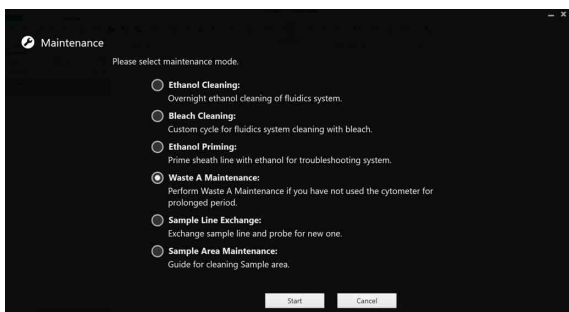 Maintenance
Please select maintenance mode.
Ethanol Cleaning:
Overnight ethanol cleaning of fluidics system.
Bleach Cleaning:
Custom cycle for fluidics system cleaning with bleach.
Ethanol Priming:
Prime sheath line with ethanol for troubleshooting system.
Waste A Maintenance:
Perform Waste A Maintenance if you have not used the cytometer for
prolonged period.
Sample Line Exchange:
Exchange sample line and probe for new one.
Sample Area Maintenance:
Guide for cleaning Sample area.
Start Cancel